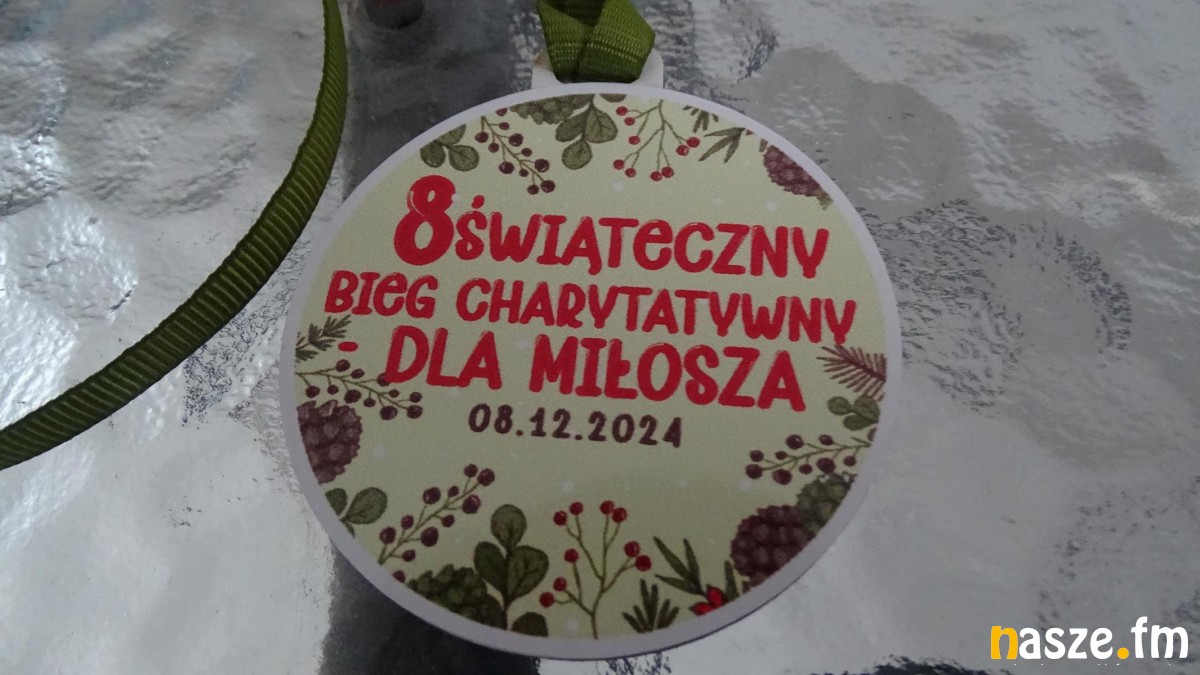 8 ŚWIĄTECZNY
BIEG CHARYTATYWNY
- DLA MIŁOSZA
08.12.2024
nasze.fm